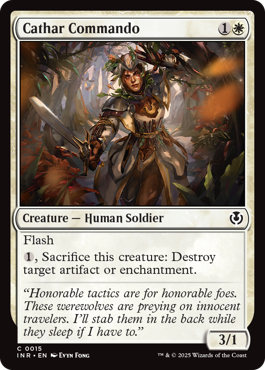 Cathar Commando 1
Creature — Human Soldier
Flash
1, Sacrifice this creature: Destroy
target artifact or enchantment.
“Honorable tactics are for honorable foes.
These werewolves are preying on innocent
travelers. I’ll stab them in the back while
they sleep if I have to.”
3/1
C 0015
INR • EN Evyn Fong
™ & © 2025 Wizards of the Coast